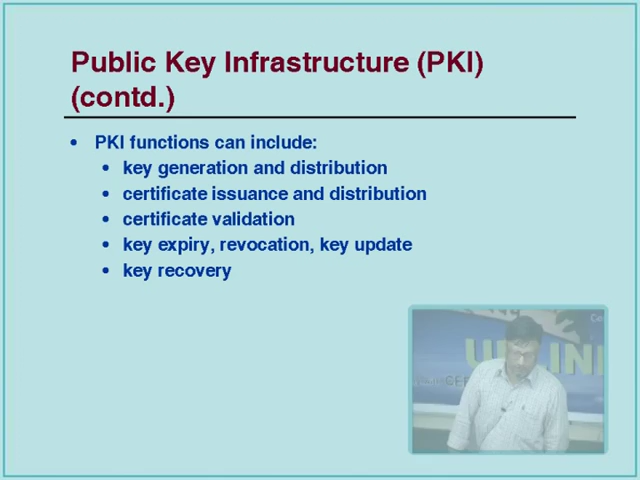 Public Key Infrastructure (PKI)
(contd.)
• PKI functions can include:
• key generation and distribution
• certificate issuance and distribution
• certificate validation
• key expiry, revocation, key update
• key recovery